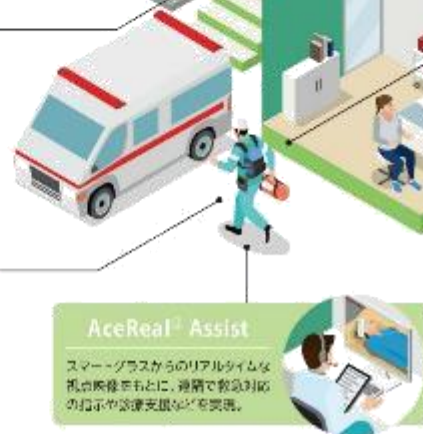 AceReal® Assist
スマートグラスからのリアルタイムな
視点映像をもとに、遠隔で救急対応
の指示や診療支援などを実現。